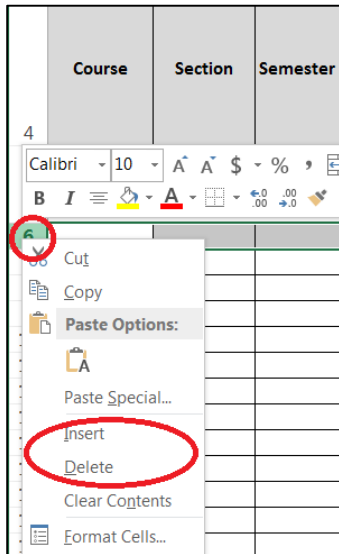 Course Section Semester
4
Calibri 10 A A $ % ,
B I A .00 .00
6
Cut
Copy
Paste Options:
A
Paste Special...
Insert
Delete
Clear Contents
Format Cells...